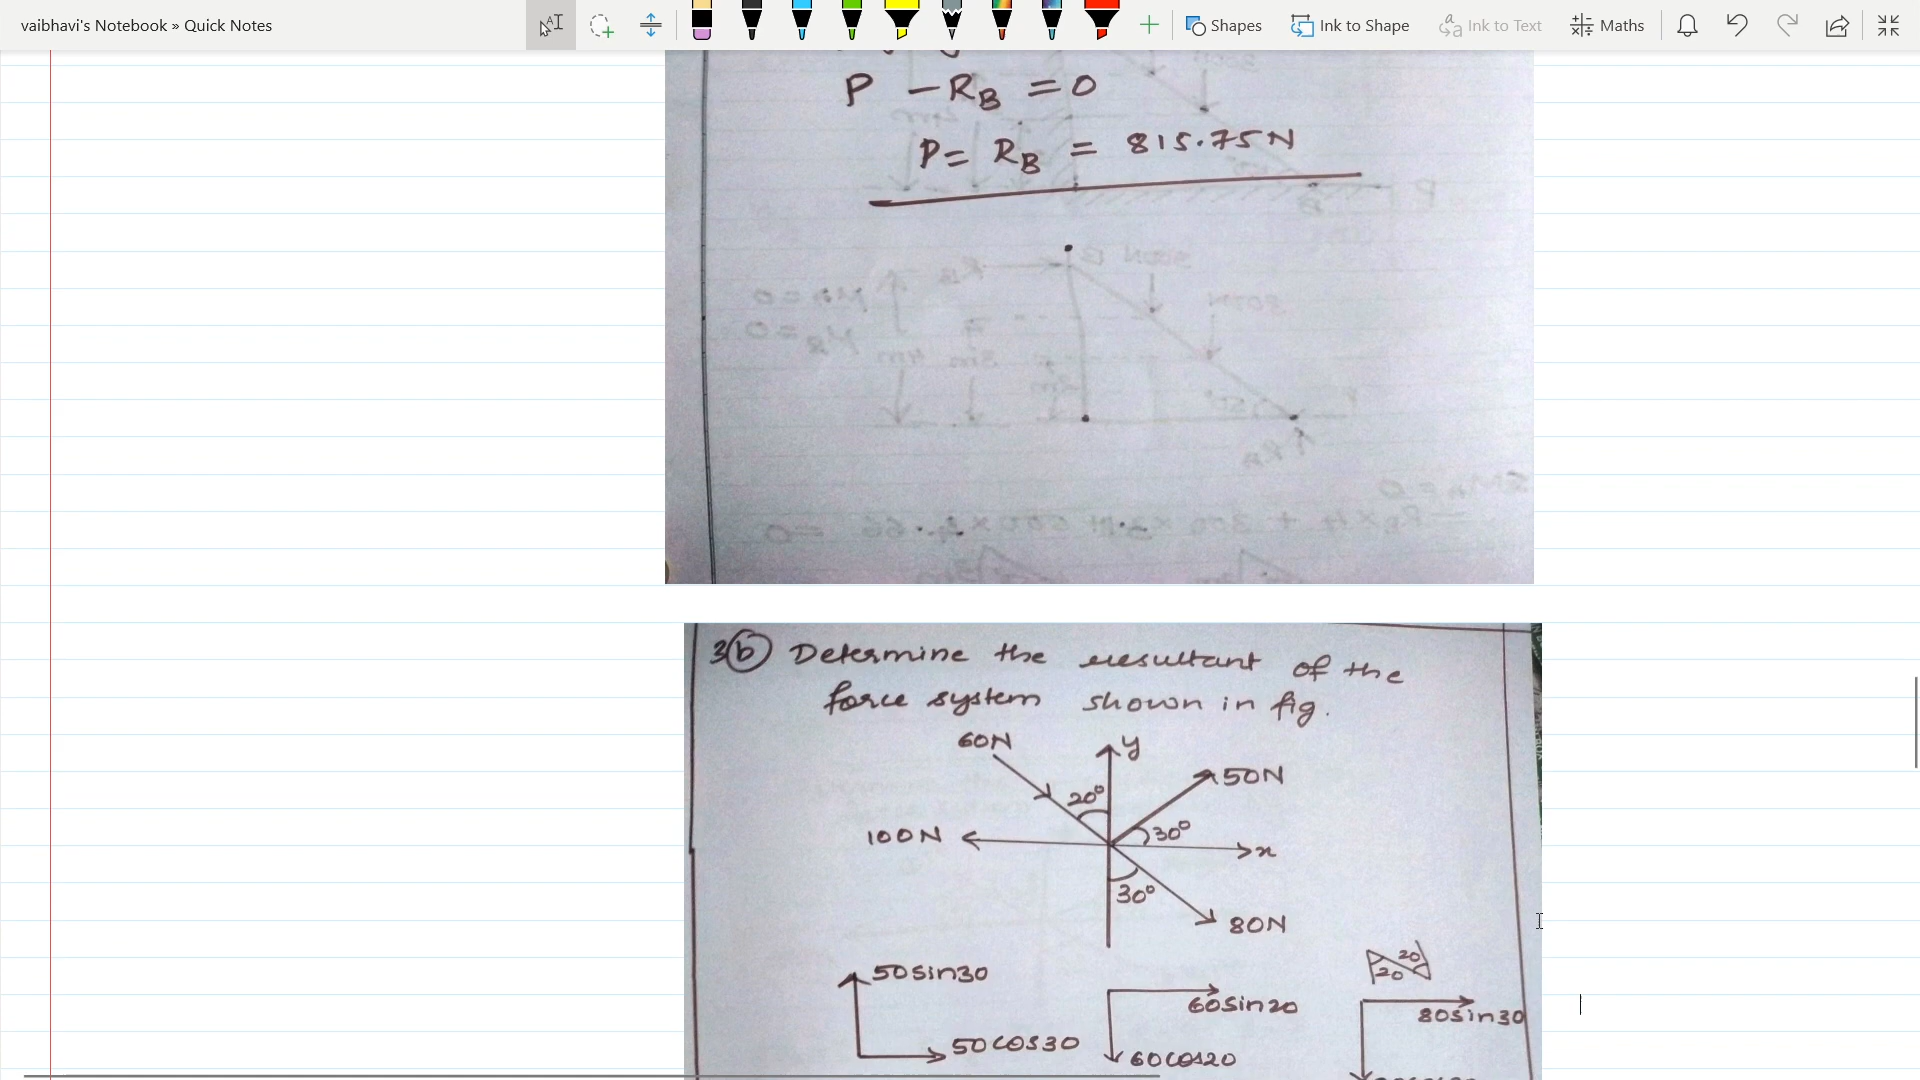 vaibhavi's Notebook » Quick Notes
Shapes
Ink to Shape
Ink to Text
Maths
P - RB = 0
P = RB = 815.75N
3(b) Determine the resultant of the
force system shown in fig.
60N
y
50N
20°
30°
100N
x
30°
80N
20
20
50sin30
60sin20
80sin30
50cos30
60cos20